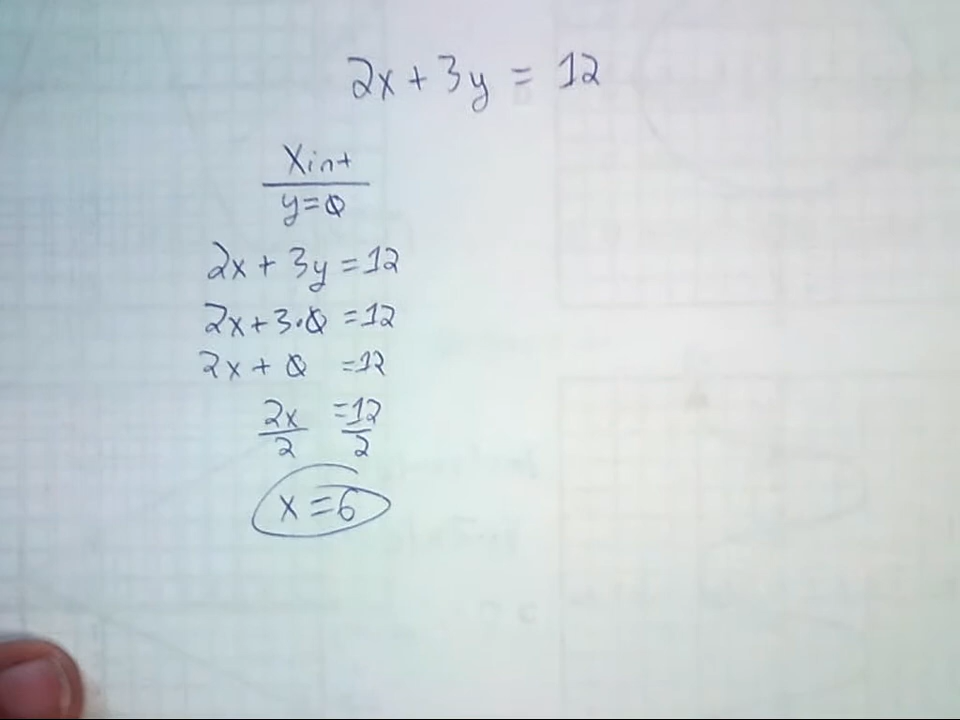 2x + 3y = 12
Xint
y=0
2x + 3y = 12
2x + 3·0 = 12
2x + 0 = 12
2x = 12
2 2
x = 6